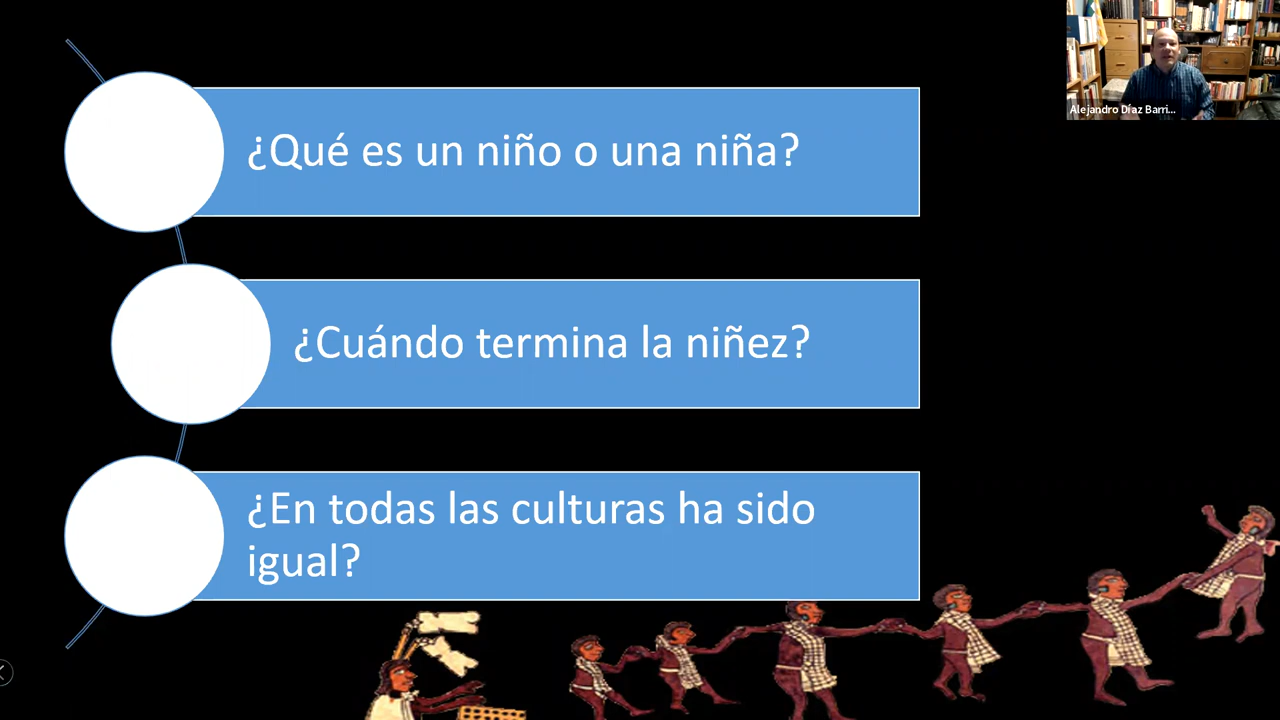 ¿Qué es un niño o una niña?
¿Cuándo termina la niñez?
¿En todas las culturas ha sido
igual?
Alejandro Díaz Barri...